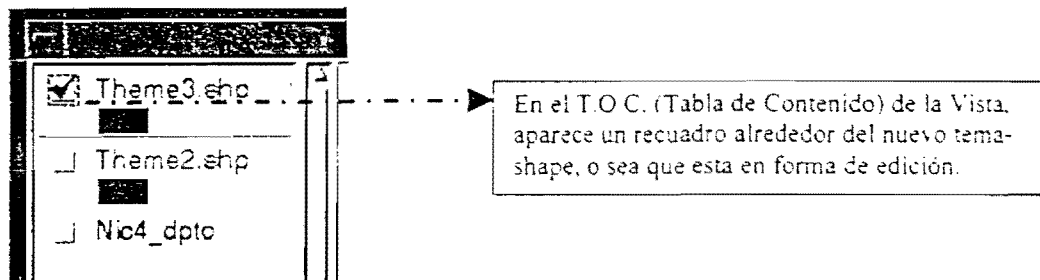 Theme3.shp
Theme2.shp
Nic4_dptc
En el T.O C. (Tabla de Contenido) de la Vista,
aparece un recuadro alrededor del nuevo tema-
shape, o sea que esta en forma de edición.